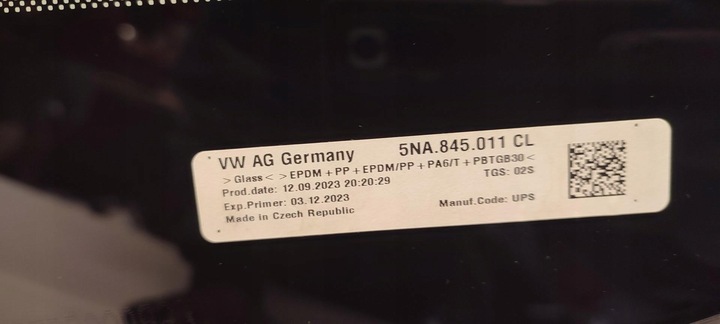 VW AG Germany 5NA.845.011 CL
>Glass< >EPDM+PP+EPDM/PP+PA6/T+PBTGB30<
Prod.date: 12.09.2023 20:20:29 TGS: 02S
Exp.Primer: 03.12.2023
Made in Czech Republic Manuf.Code: UPS